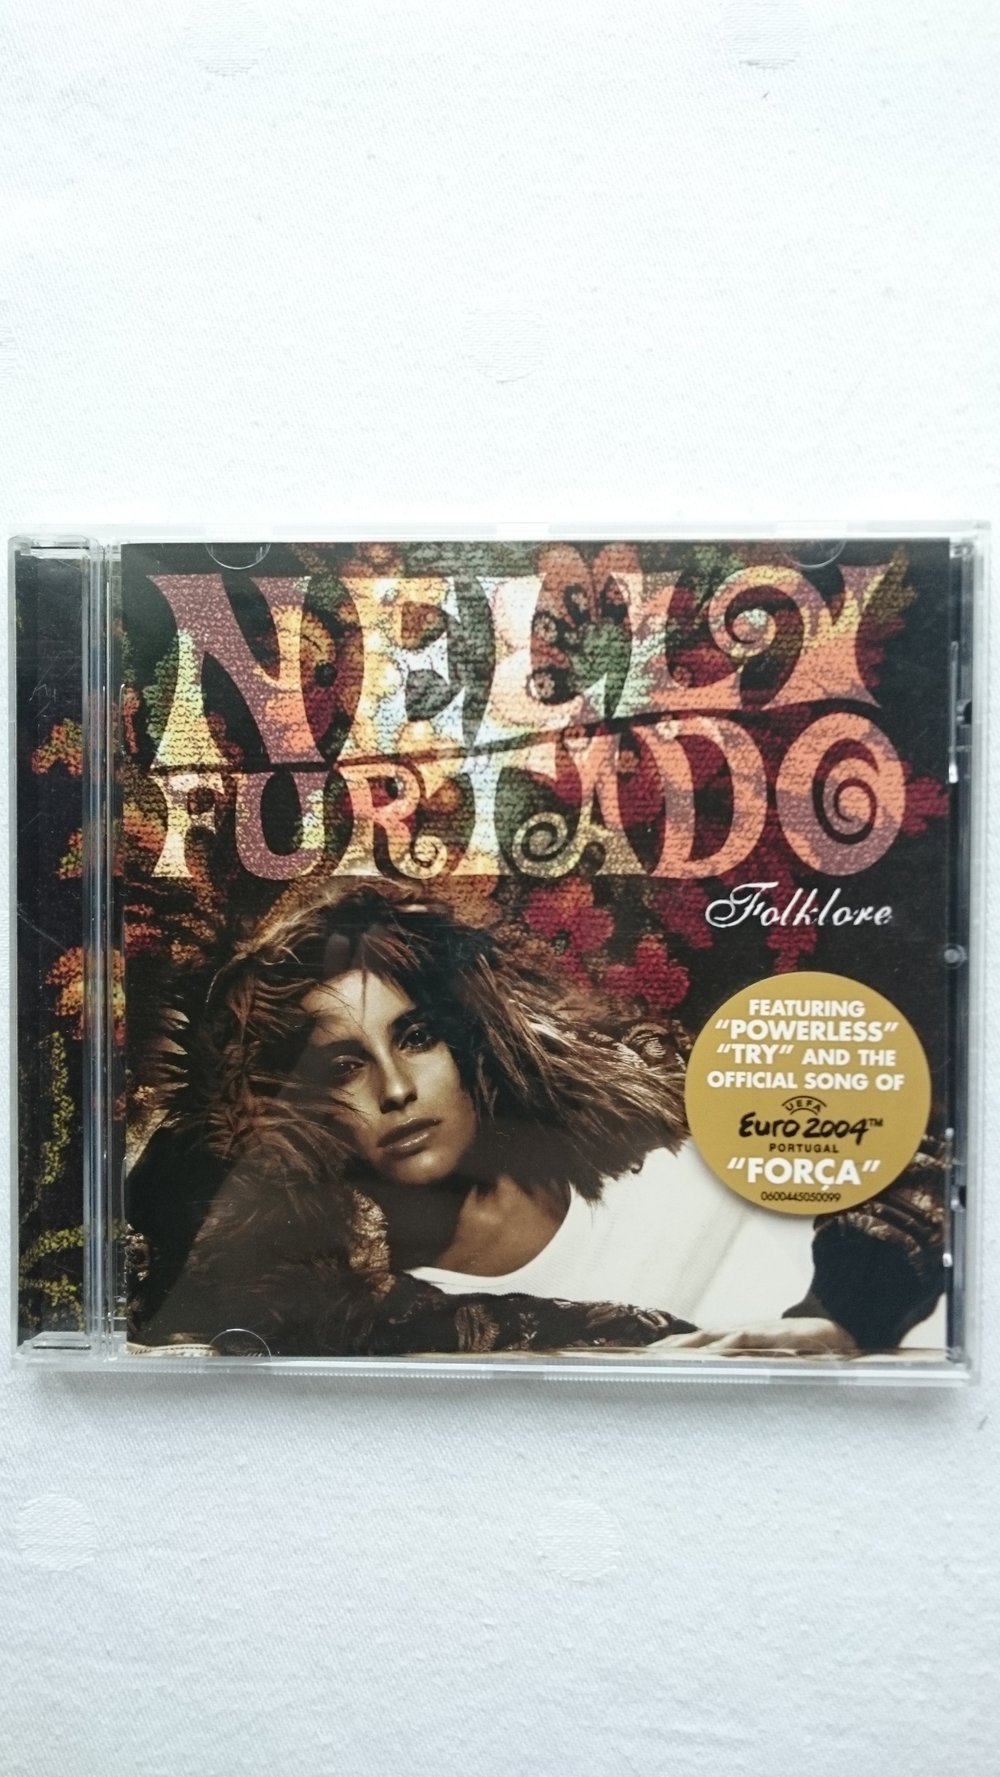 NELLY
FURTADO
Folklore
FEATURING
"POWERLESS"
"TRY" AND THE
OFFICIAL SONG OF
UEFA
Euro 2004™
PORTUGAL
"FORÇA"
0600445050099